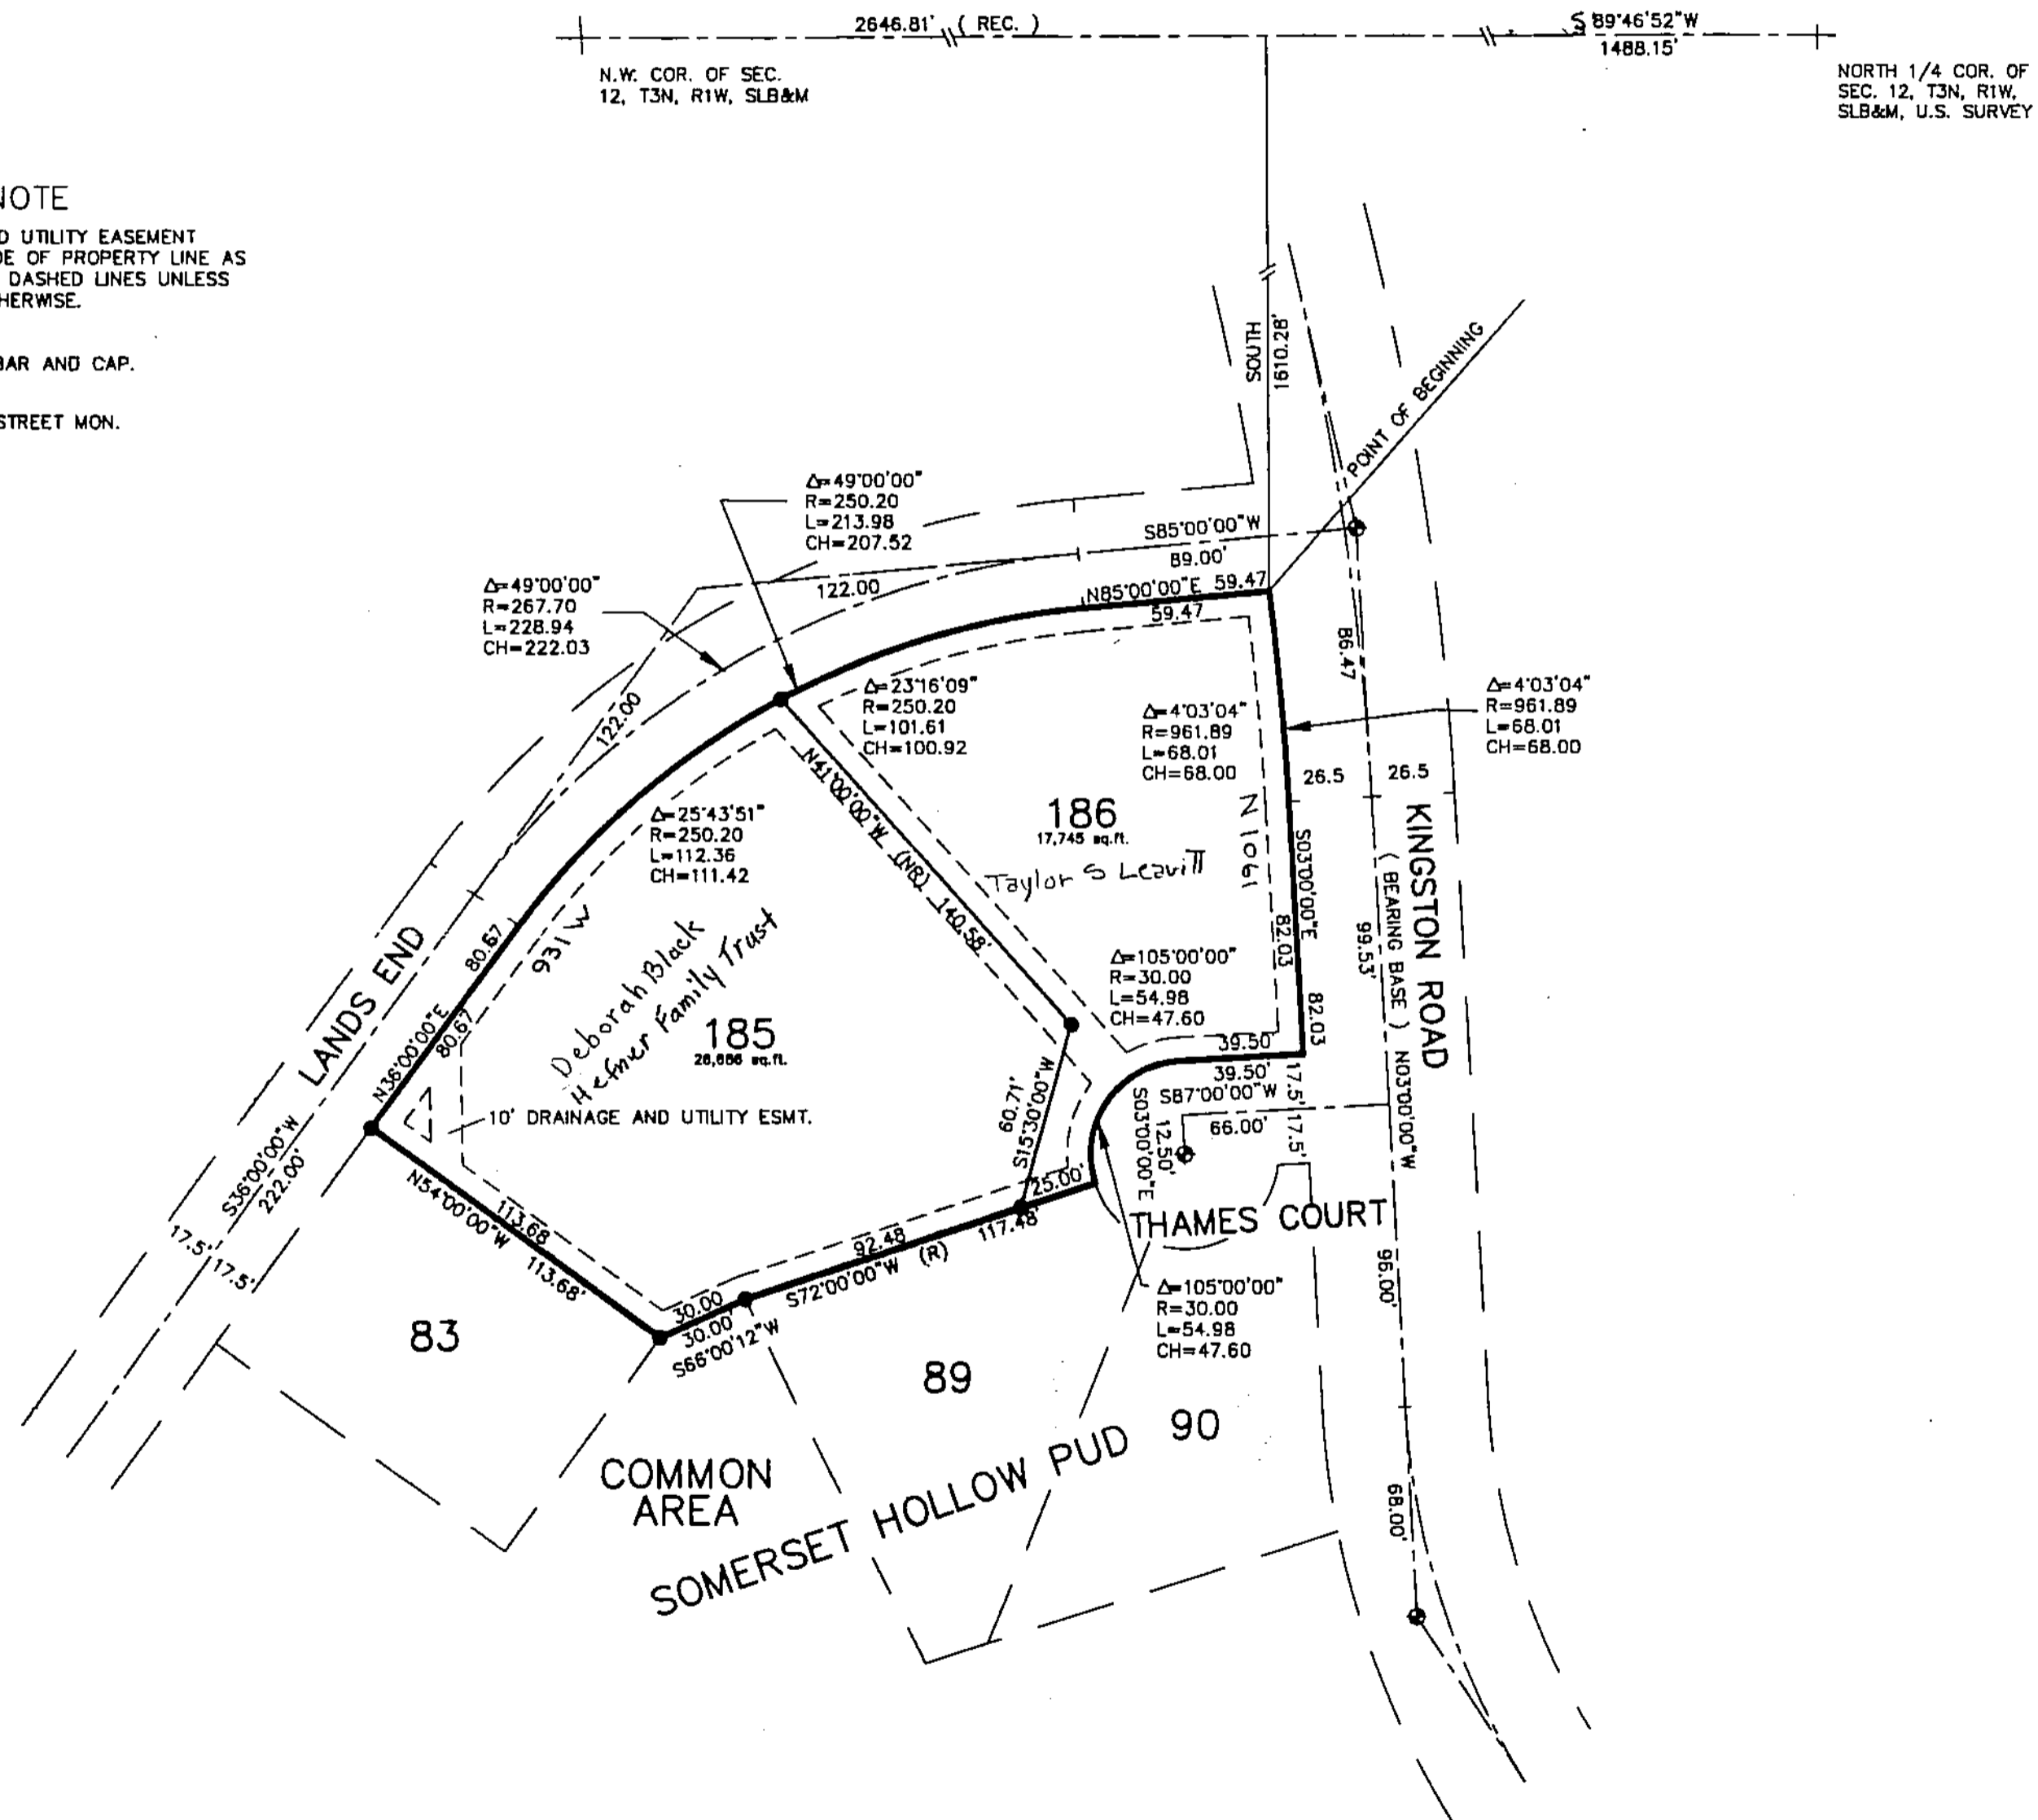 2646.81' ( REC. )
S 89°46'52"W
1488.15'
N.W. COR. OF SEC.
12, T3N, R1W, SLB&M
NORTH 1/4 COR. OF
SEC. 12, T3N, R1W,
SLB&M, U.S. SURVEY
NOTE
D UTILITY EASEMENT
DE OF PROPERTY LINE AS
DASHED LINES UNLESS
HERWISE.
BAR AND CAP.
STREET MON.
SOUTH
1610.28'
POINT OF BEGINNING
Δ=49°00'00"
R=250.20
L=213.98
CH=207.52
S85°00'00"W
89.00'
Δ=49°00'00"
R=267.70
L=228.94
CH=222.03
122.00
N85°00'00"E 59.47
59.47
86.47
122.00
Δ=23°16'09"
R=250.20
L=101.61
CH=100.92
Δ=4°03'04"
R=961.89
L=68.01
CH=68.00
Δ=4°03'04"
R=961.89
L=68.01
CH=68.00
26.5
26.5
N41°00'00"W (NR) 140.58'
186
17,745 sq.ft.
Taylor S Leavitt
N 1061
Δ=25°43'51"
R=250.20
L=112.36
CH=111.42
S03°00'00"E
82.03
82.03
KINGSTON ROAD
( BEARING BASE ) N03°00'00"W
99.53'
931 W
Deborah Black
Hefner Family Trust
185
sq.ft.
LANDS END
80.67
N36°00'00"E
80.67
Δ=105°00'00"
R=30.00
L=54.98
CH=47.60
39.50'
39.50'
S87°00'00"W
66.00'
17.5'
17.5'
S03°00'00"E
12.50'
60.71'
S15°30'00"W
10' DRAINAGE AND UTILITY ESMT.
S36°00'00"W
222.00'
17.5'
17.5'
N54°00'00"W
113.68
113.68'
25.00'
117.48'
92.48
S72°00'00"W (R)
30.00
30.00'
S66°00'12"W
THAMES COURT
96.00'
Δ=105°00'00"
R=30.00
L=54.98
CH=47.60
83
89
90
COMMON
AREA
SOMERSET HOLLOW PUD
68.00'